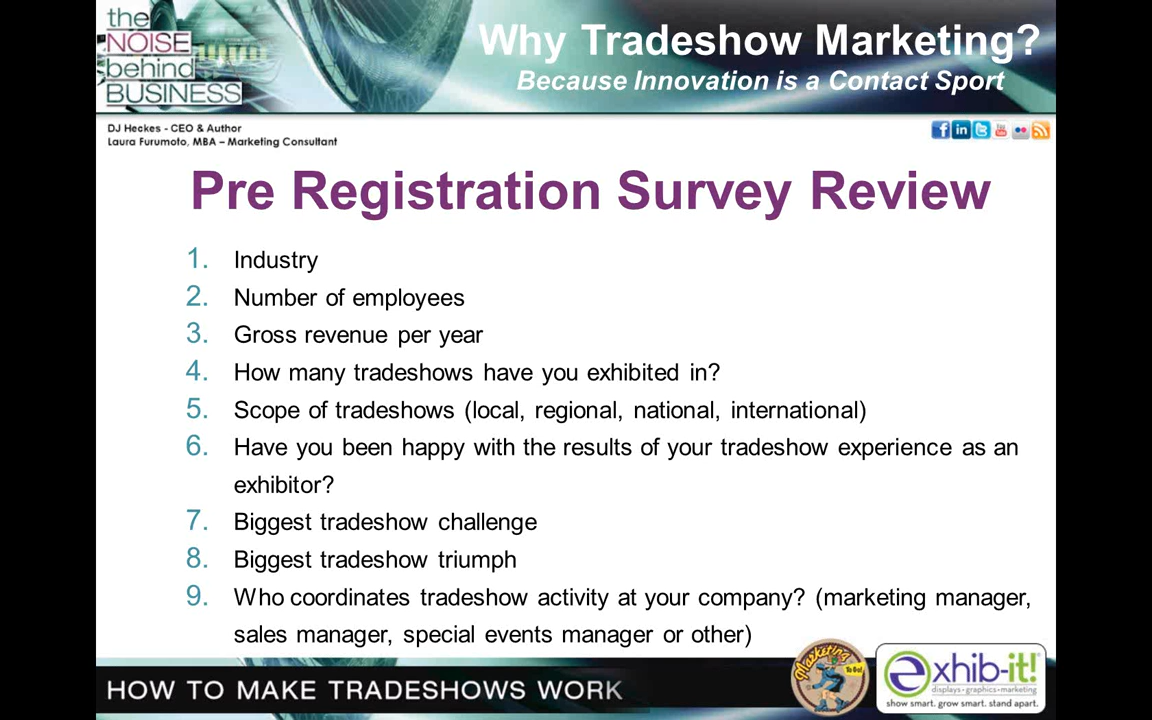 the
NOISE
behind
BUSINESS
Why Tradeshow Marketing?
Because Innovation is a Contact Sport
DJ Heckes - CEO & Author
Laura Furumoto, MBA – Marketing Consultant
Pre Registration Survey Review
1. Industry
2. Number of employees
3. Gross revenue per year
4. How many tradeshows have you exhibited in?
5. Scope of tradeshows (local, regional, national, international)
6. Have you been happy with the results of your tradeshow experience as an
exhibitor?
7. Biggest tradeshow challenge
8. Biggest tradeshow triumph
9. Who coordinates tradeshow activity at your company? (marketing manager,
sales manager, special events manager or other)
HOW TO MAKE TRADESHOWS WORK
Marketing
To Go!
exhib-it!
displays•graphics•marketing
show smart. grow smart. stand apart.